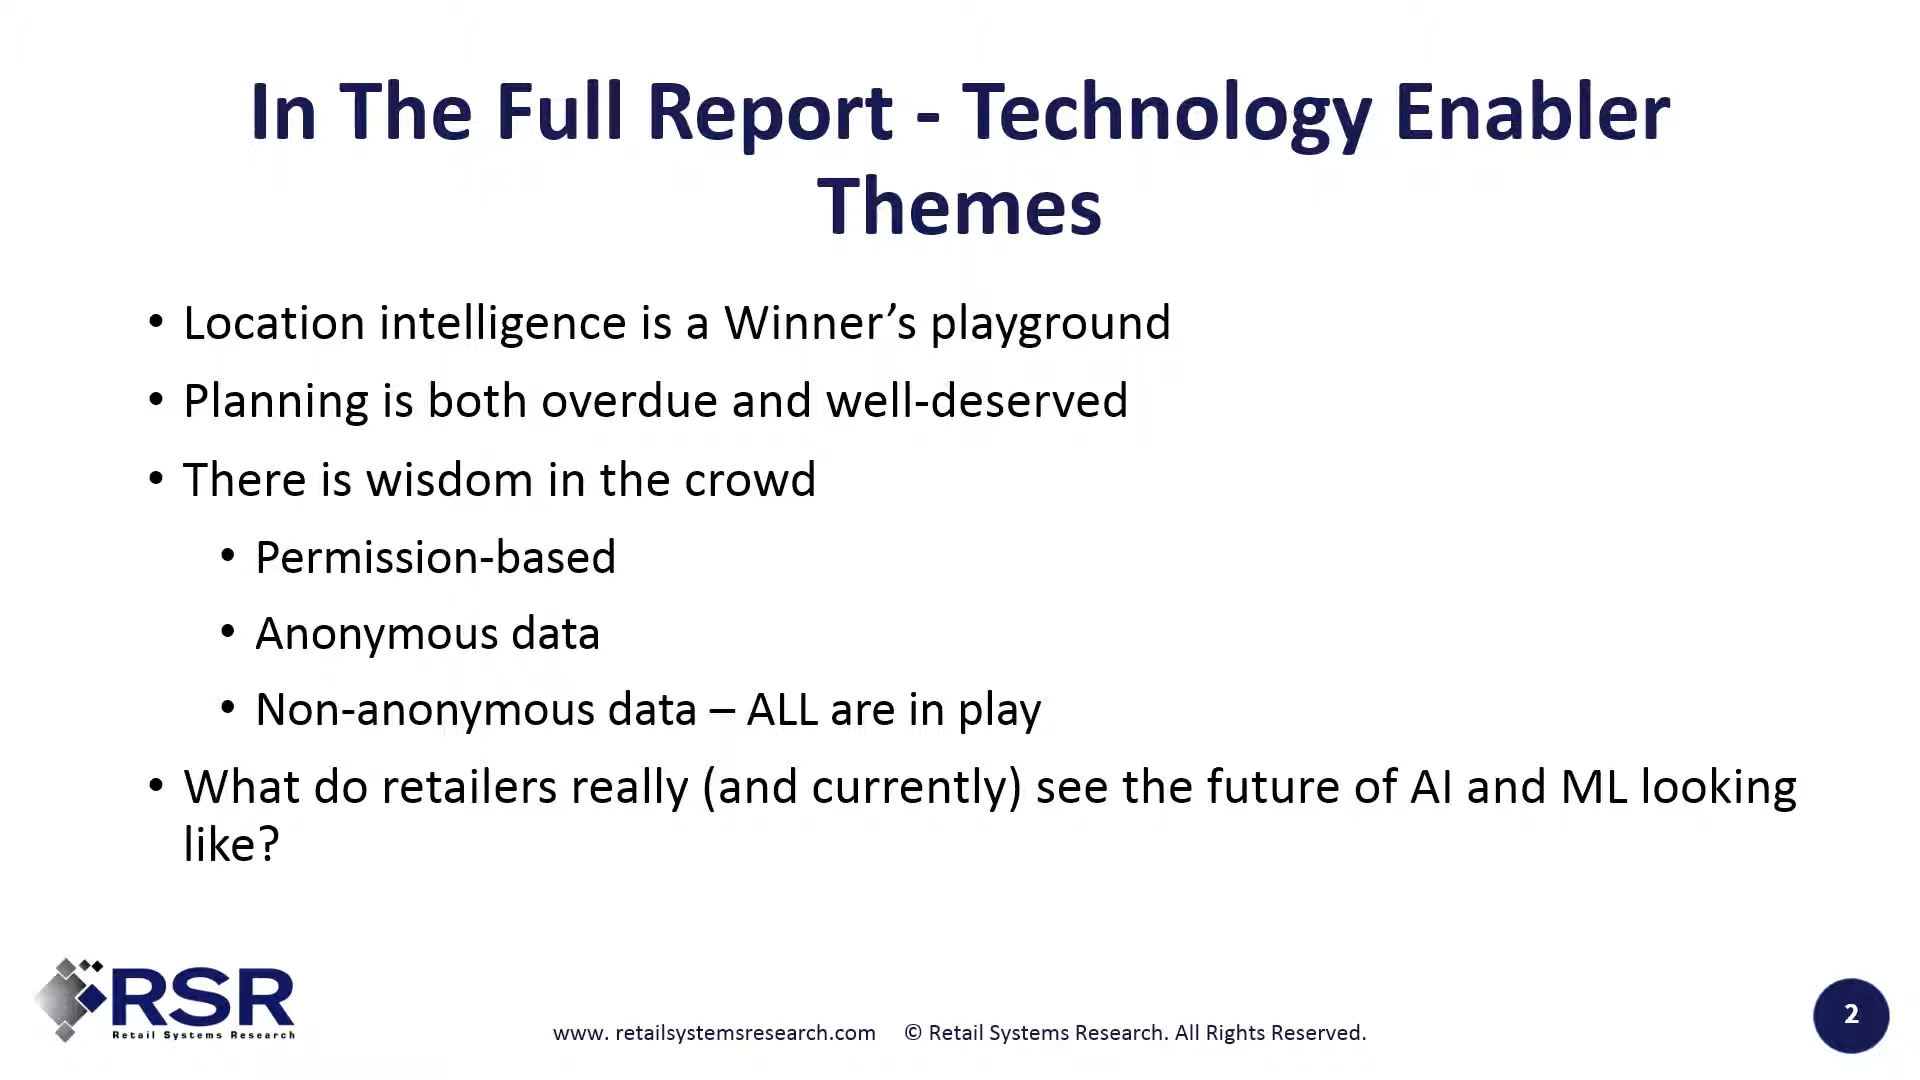 In The Full Report - Technology Enabler
Themes
• Location intelligence is a Winner’s playground
• Planning is both overdue and well-deserved
• There is wisdom in the crowd
• Permission-based
• Anonymous data
• Non-anonymous data – ALL are in play
• What do retailers really (and currently) see the future of AI and ML looking
like?
RSR
Retail Systems Research
www. retailsystemsresearch.com © Retail Systems Research. All Rights Reserved.
2